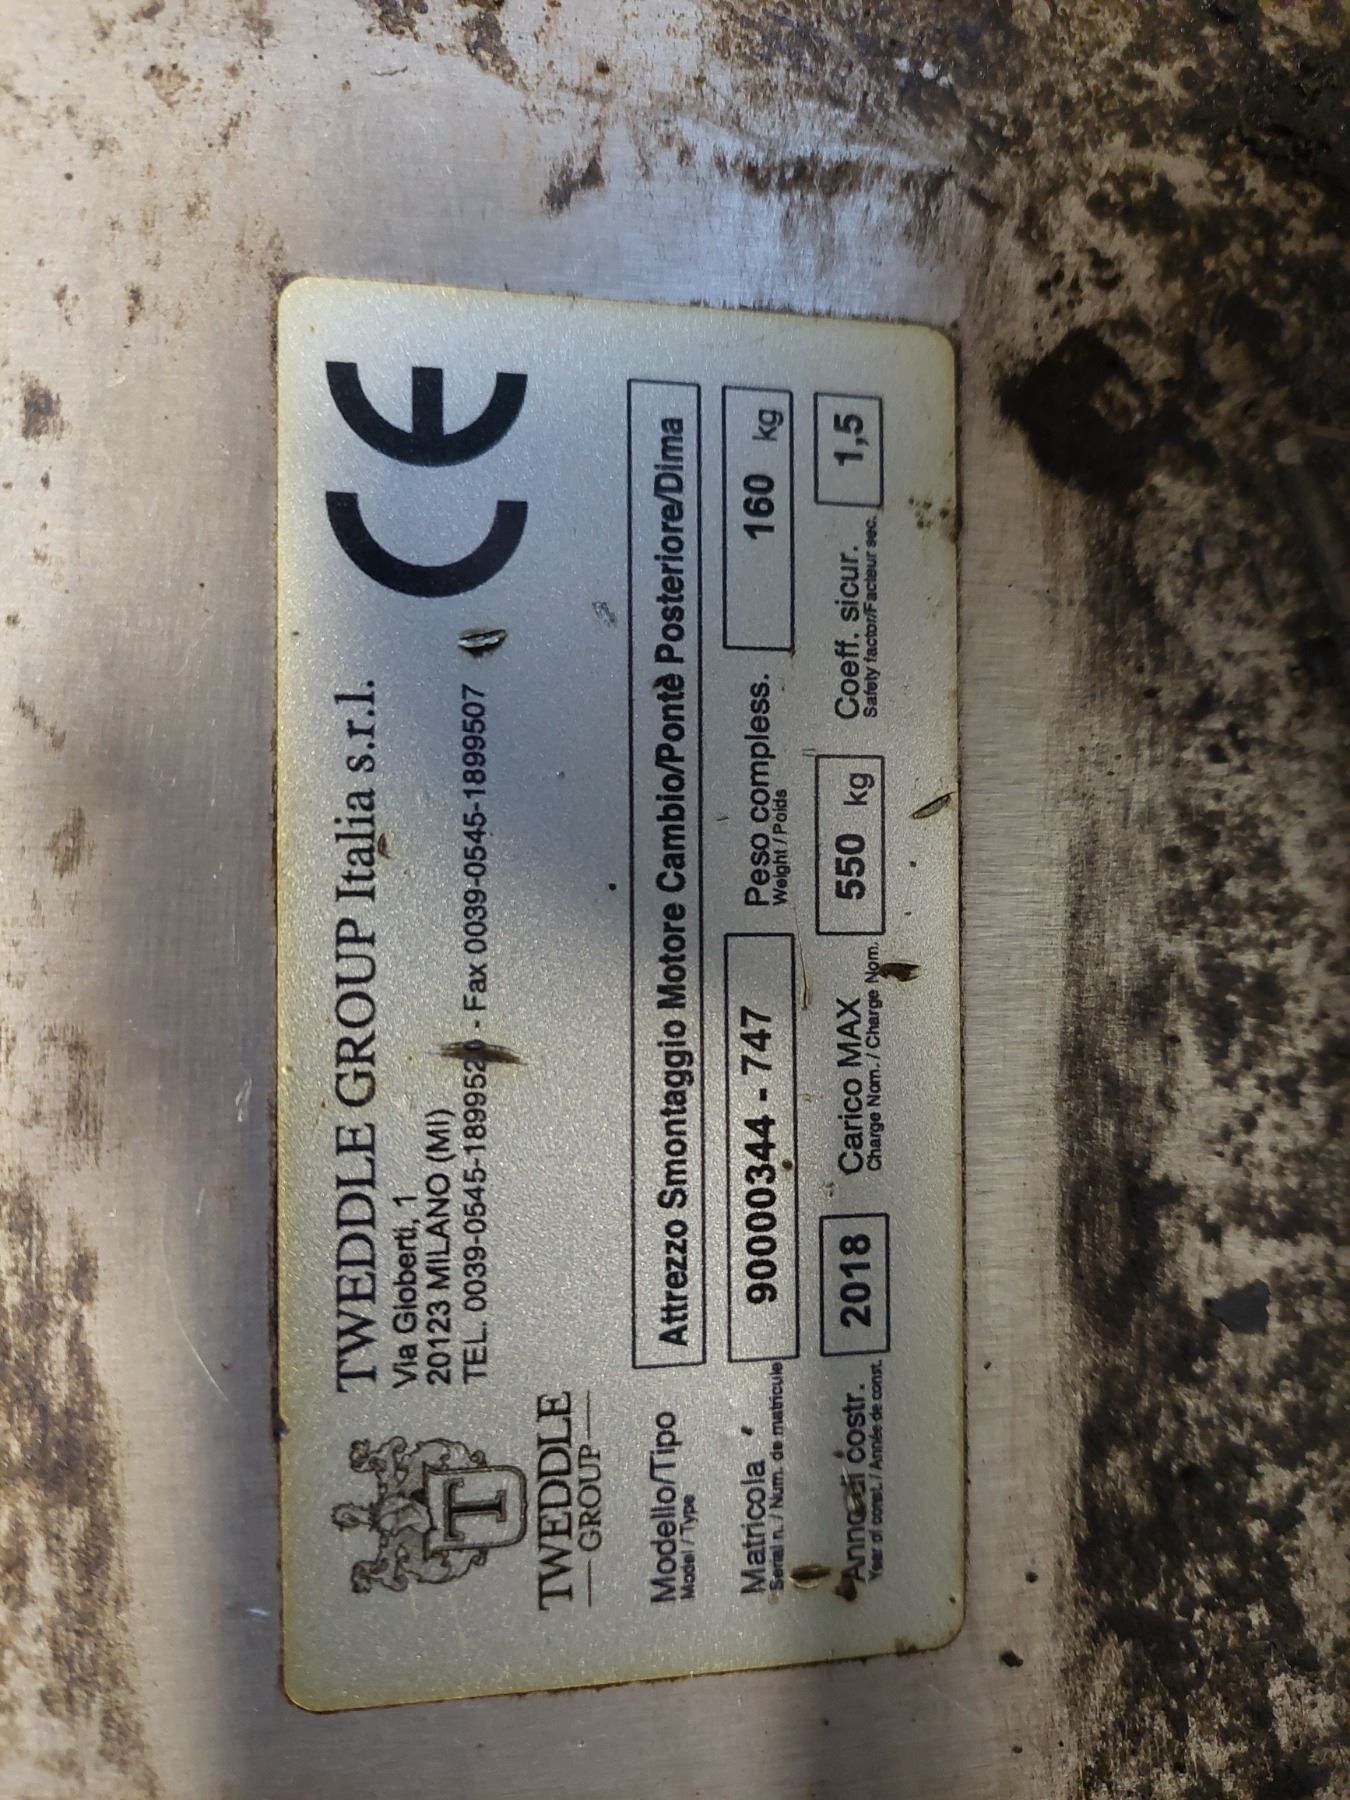 TWEDDLE GROUP Italia s.r.l.
Via Gioberti, 1
20123 MILANO (MI)
TEL. 0039-0545-1899520 - Fax 0039-0545-1899507
CE
T
TWEDDLE
GROUP
Modello/Tipo Attrezzo Smontaggio Motore Cambio/Ponte Posteriore/Dima
Model / Type
Matricola 90000344 - 747 Peso compless. 160 kg
Serial n. / Num. de matricule Weight / Poids
Anno di costr. 2018 Carico MAX 550 kg Coeff. sicur. 1,5
Year of const. / Année de const. Charge Nom. / Charge Nom. Safety factor/Facteur sec.